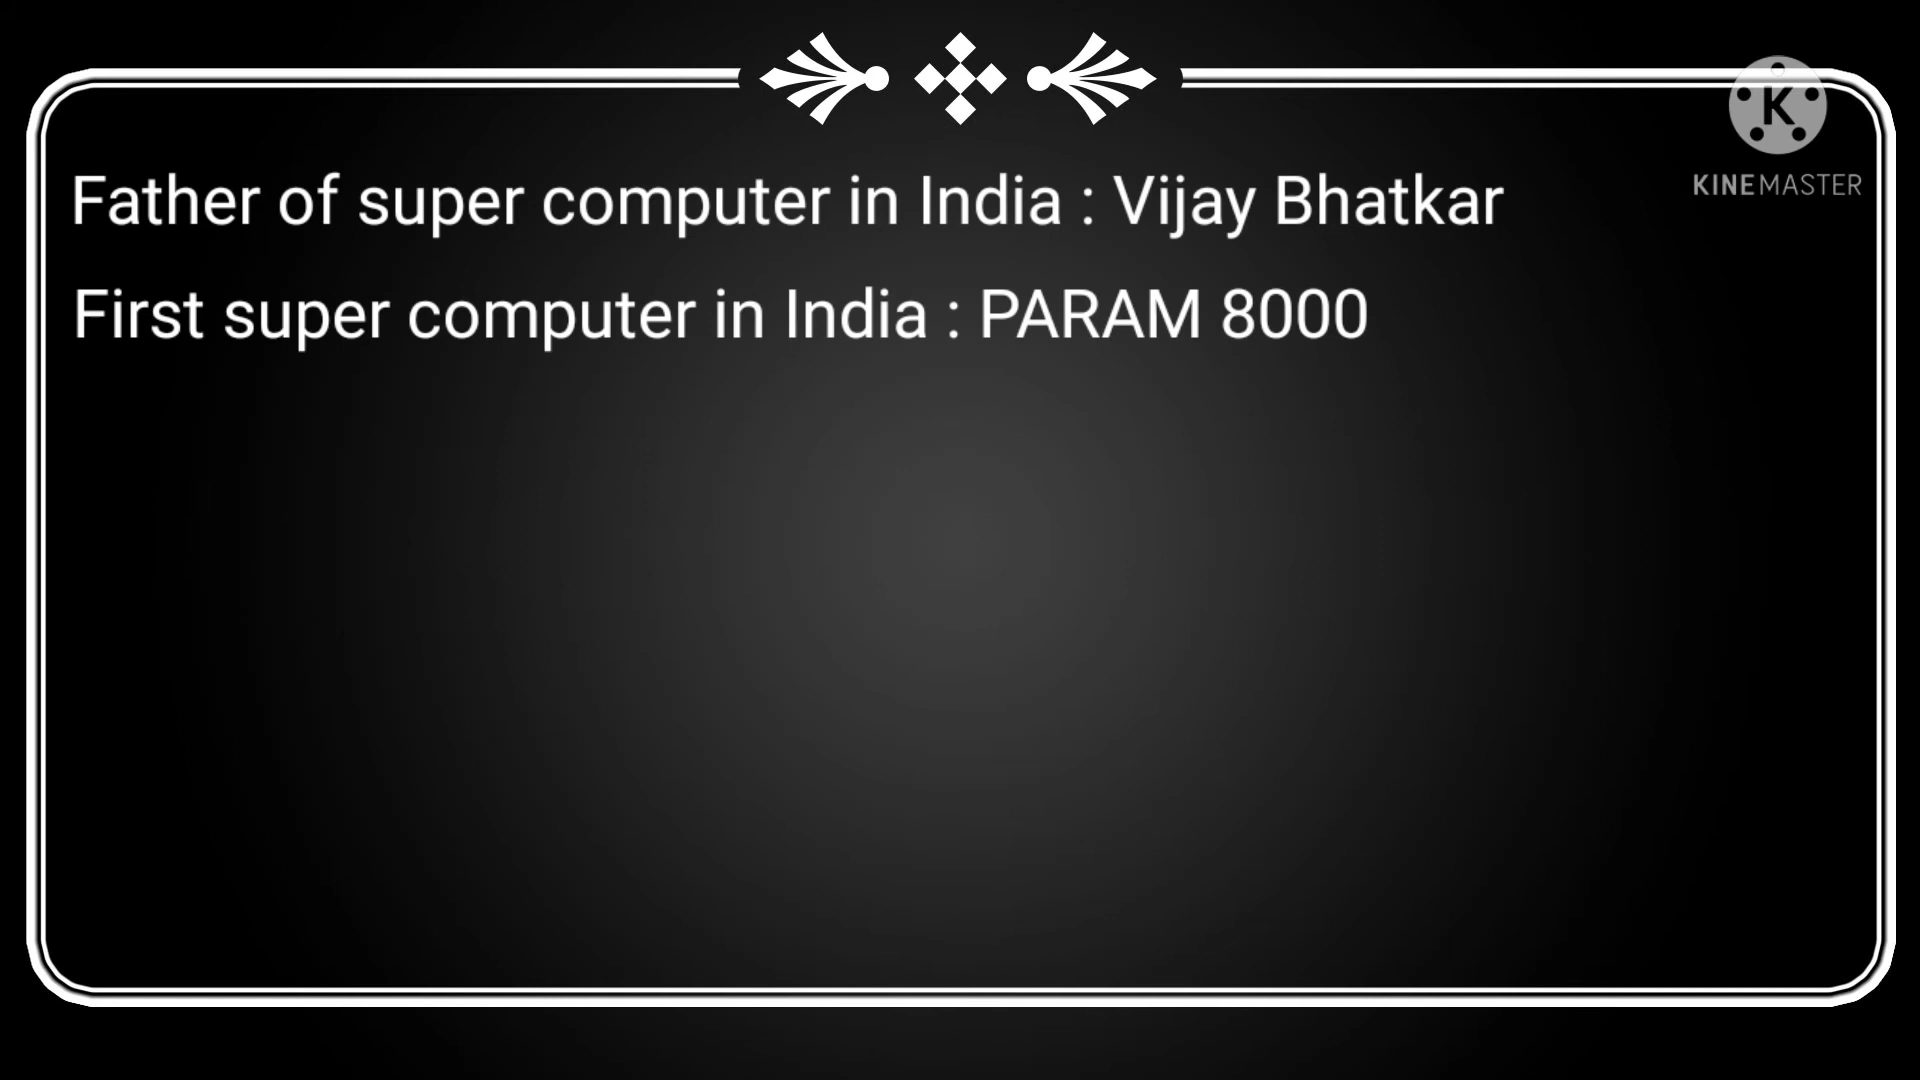 K
KINEMASTER
Father of super computer in India : Vijay Bhatkar
First super computer in India : PARAM 8000